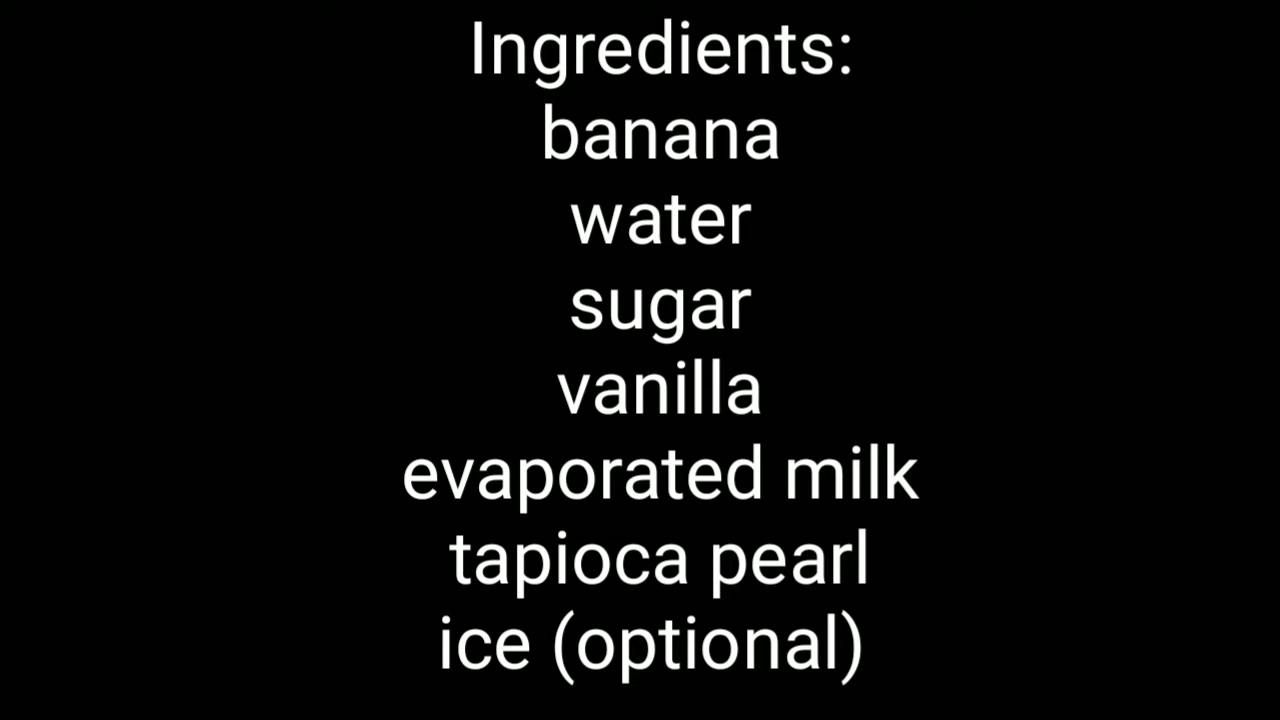 Ingredients:
banana
water
sugar
vanilla
evaporated milk
tapioca pearl
ice (optional)